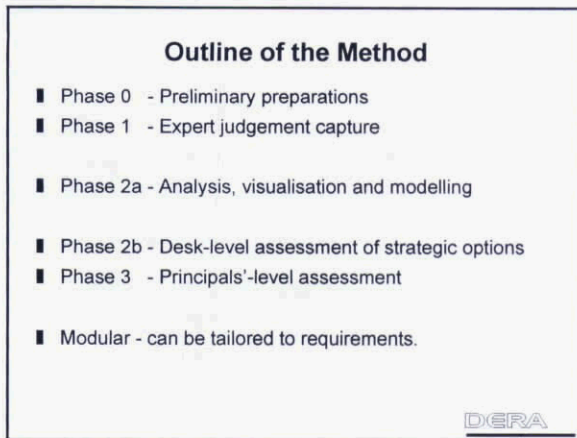 Outline of the Method
Phase 0 - Preliminary preparations
Phase 1 - Expert judgement capture
Phase 2a - Analysis, visualisation and modelling
Phase 2b - Desk-level assessment of strategic options
Phase 3 - Principals'-level assessment
Modular - can be tailored to requirements.
DERA